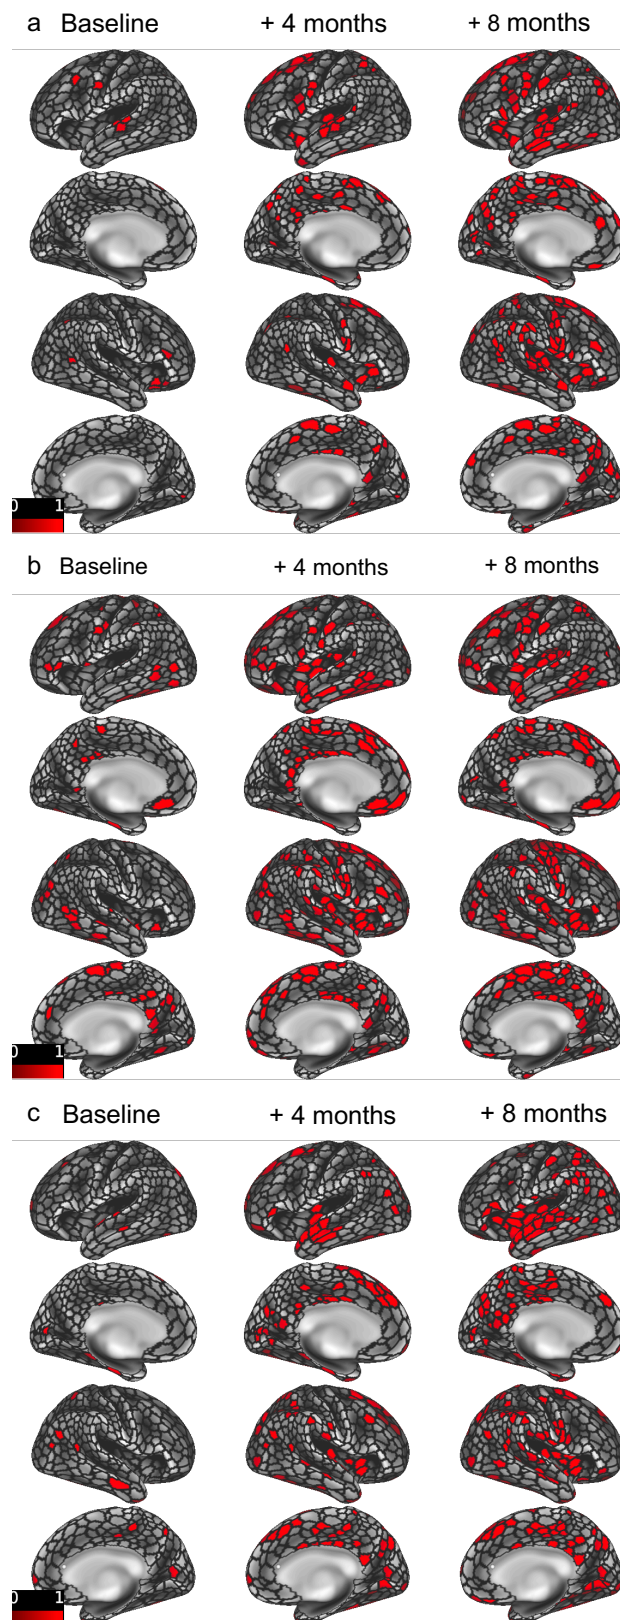 a Baseline + 4 months + 8 months
0 1
b Baseline + 4 months + 8 months
0 1
c Baseline + 4 months + 8 months
0 1